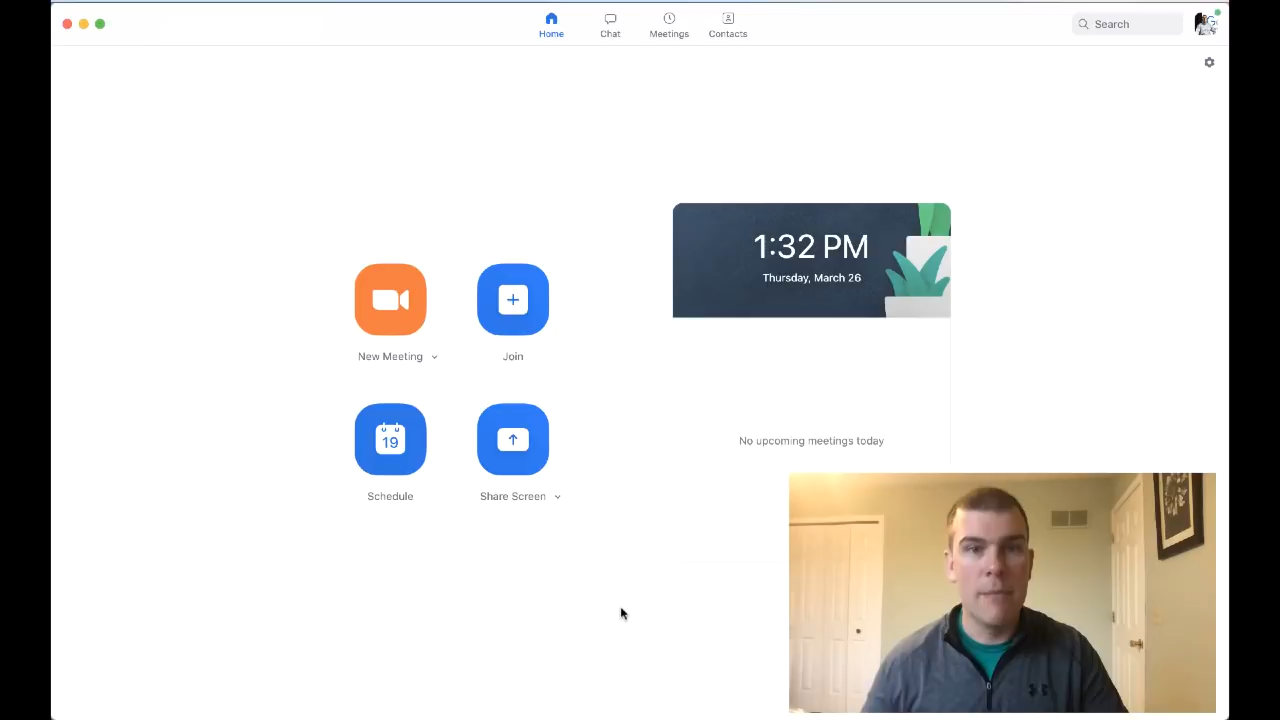 Home
Chat
Meetings
Contacts
Search
1:32 PM
Thursday, March 26
New Meeting
Join
19
Schedule
Share Screen
No upcoming meetings today